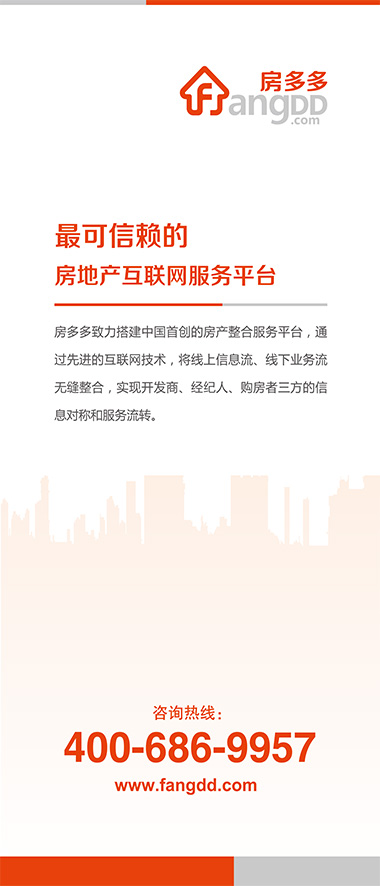 房多多
Fangdd
.com
最可信赖的
房地产互联网服务平台
房多多致力搭建中国首创的房产整合服务平台，通
过先进的互联网技术，将线上信息流、线下业务流
无缝整合，实现开发商、经纪人、购房者三方的信
息对称和服务流转。
咨询热线：
400-686-9957
www.fangdd.com